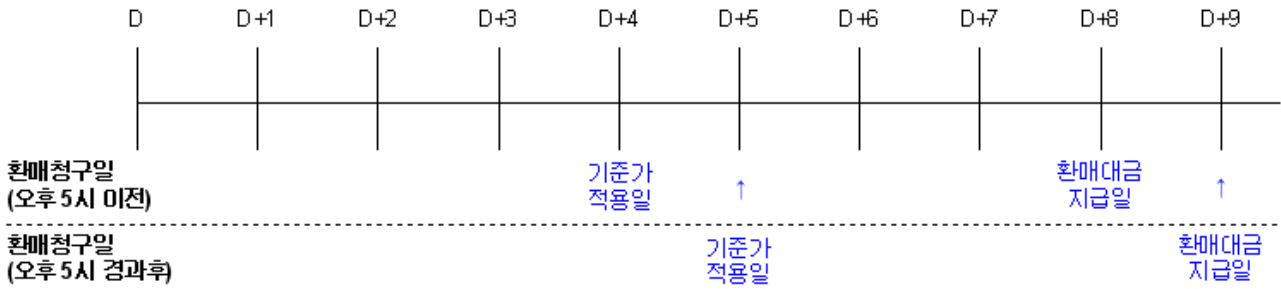 D D+1 D+2 D+3 D+4 D+5 D+6 D+7 D+8 D+9
환매청구일 기준가 환매대금
(오후 5시 이전) 적용일 ↑ 지급일 ↑
환매청구일 기준가 환매대금
(오후 5시 경과후) 적용일 지급일